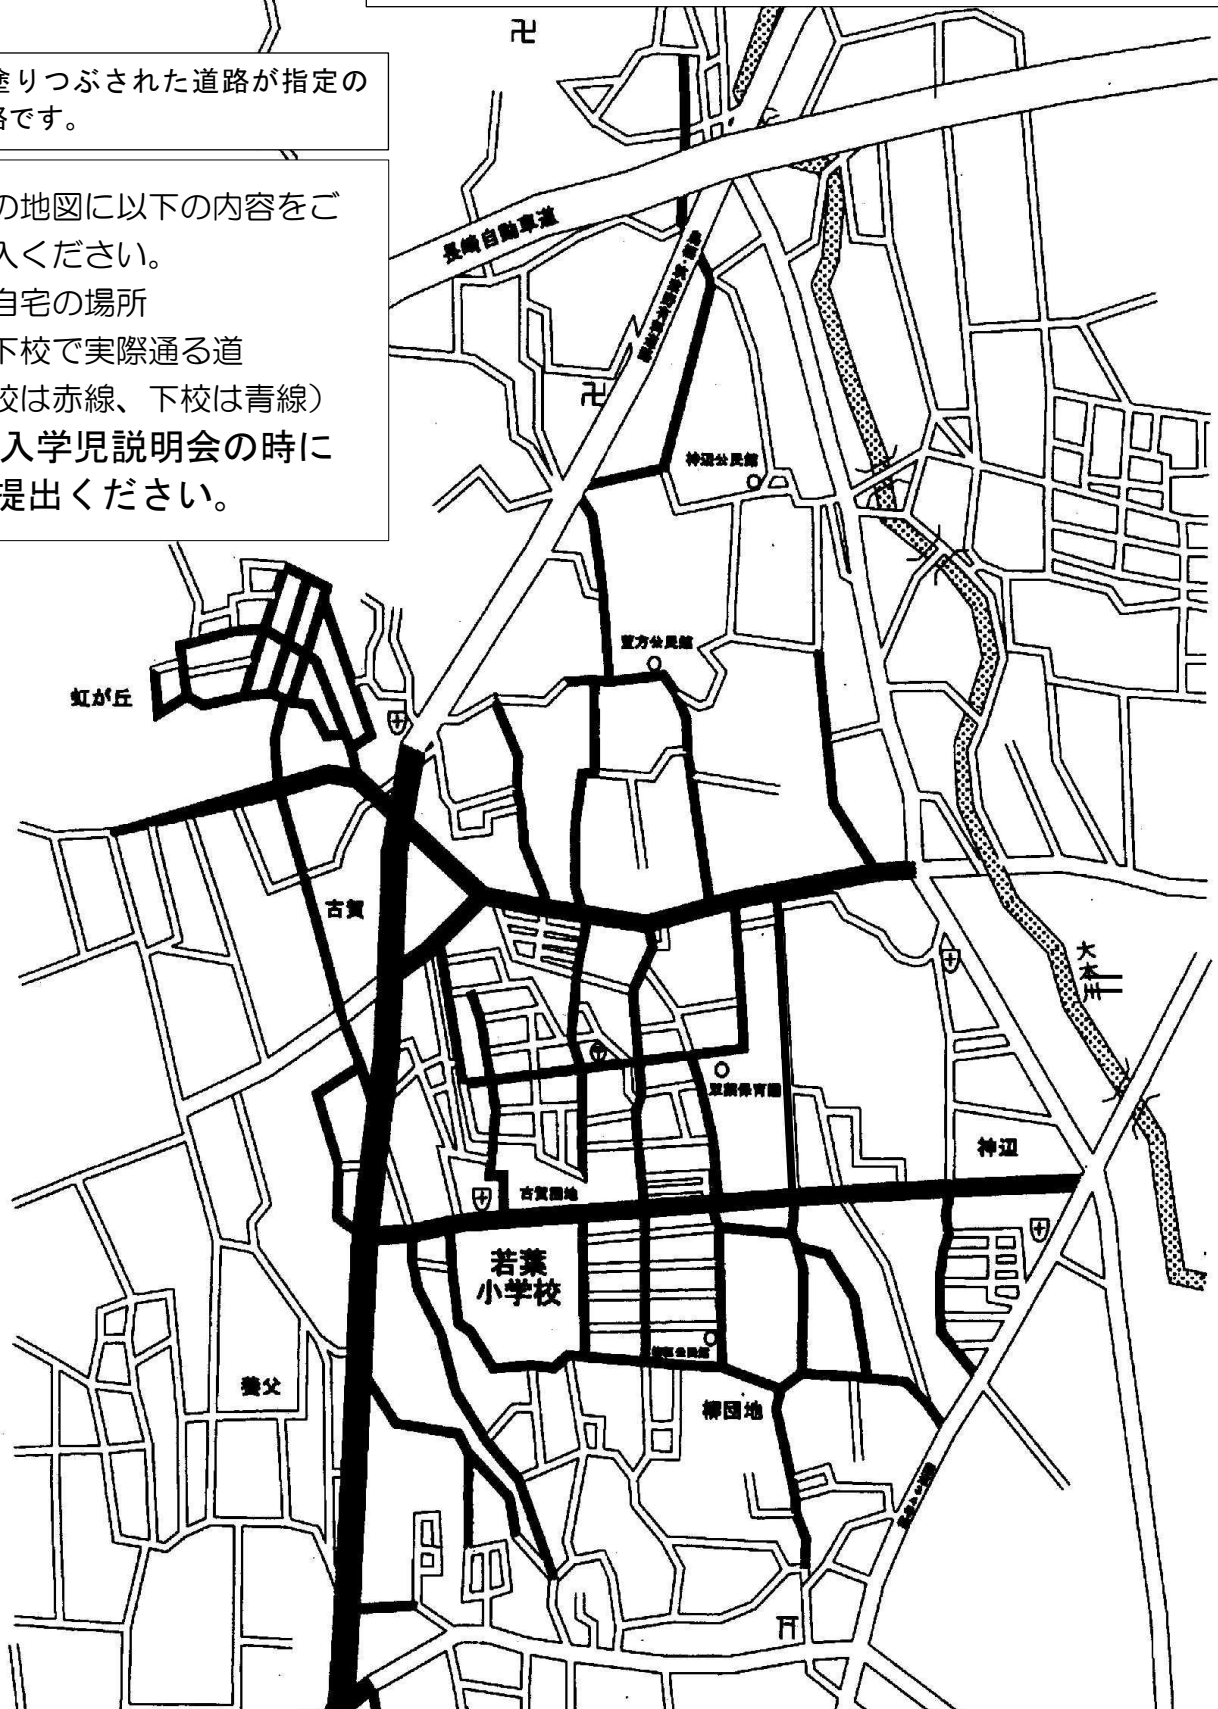 塗りつぶされた道路が指定の
路です。
の地図に以下の内容をご
入ください。
自宅の場所
下校で実際通る道
校は赤線、下校は青線）
入学児説明会の時に
提出ください。
長崎自動車道
神辺公民館
萱方公民館
虹が丘
古賀
大木川
双葉保育園
神辺
古賀団地
若葉
小学校
養父
柳団地